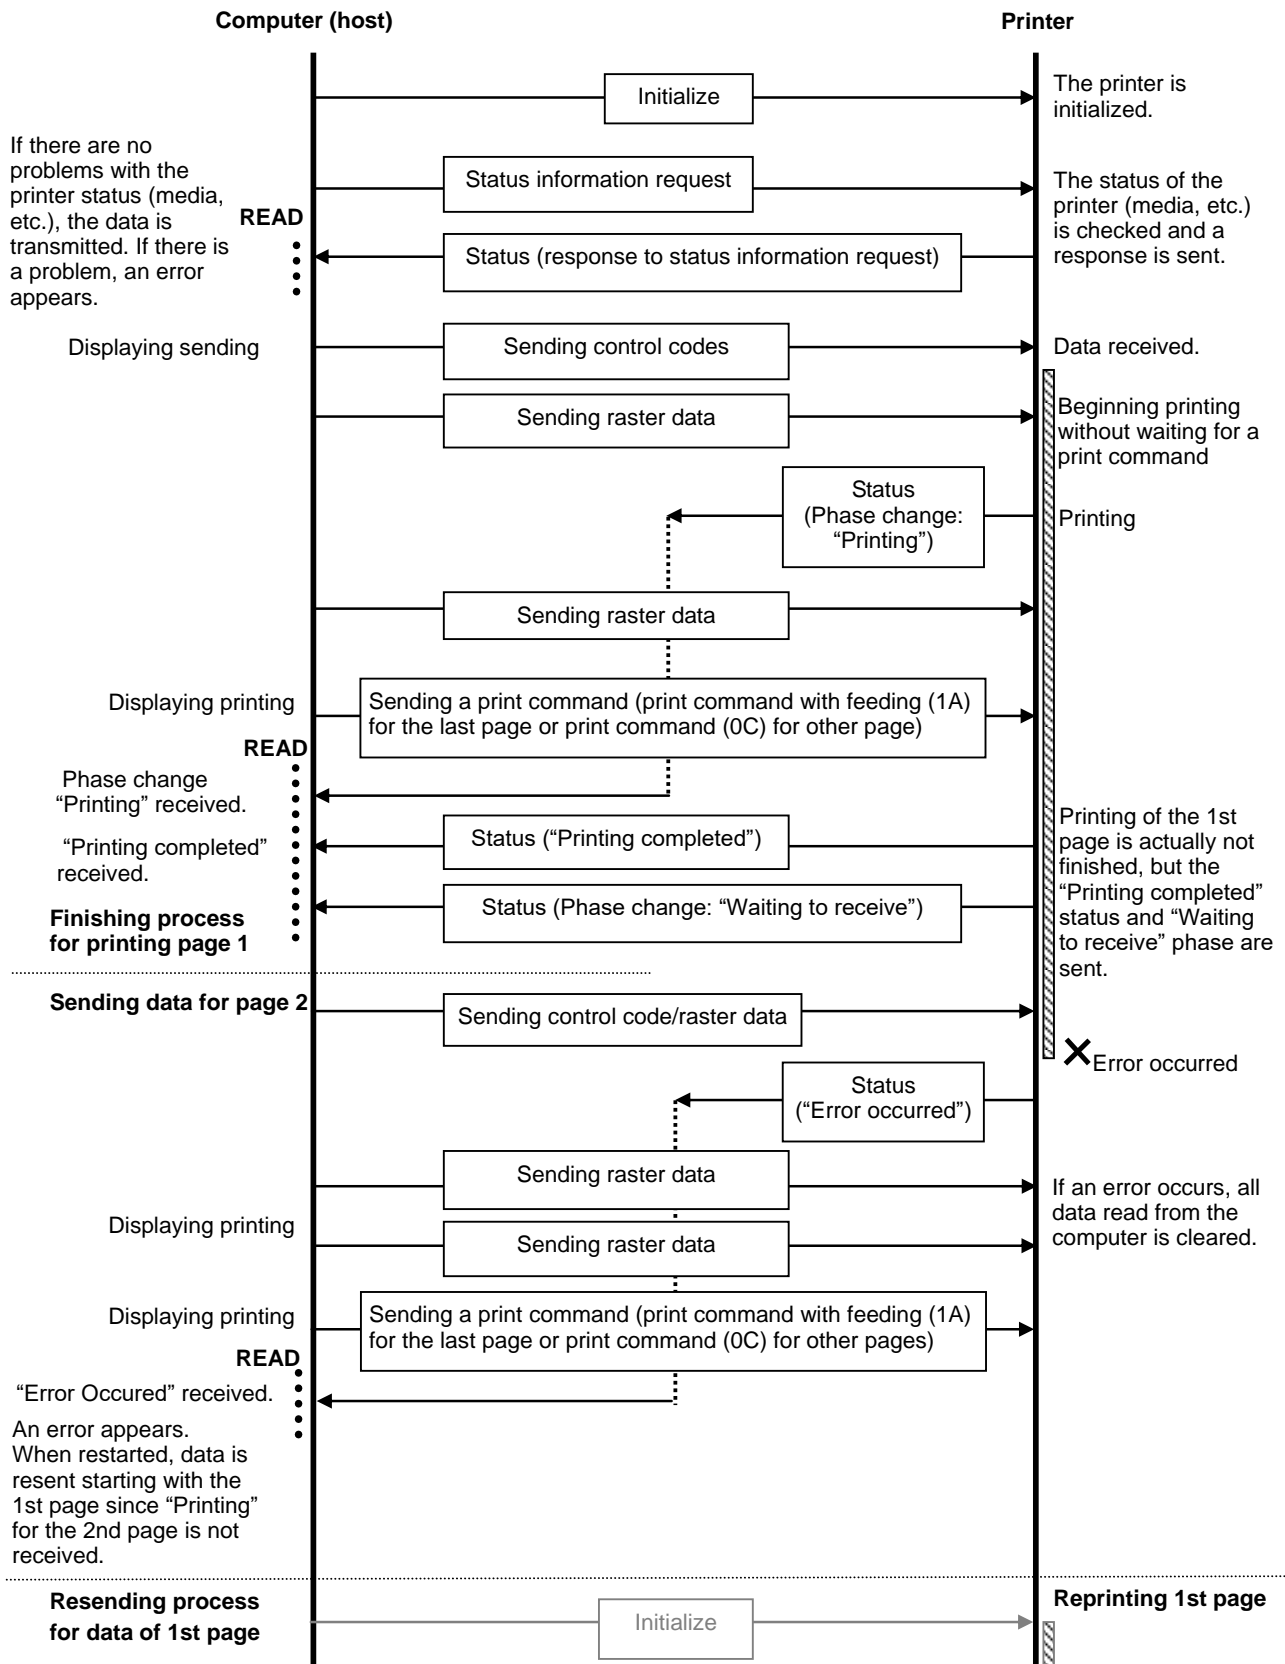 Computer (host)
Printer
Initialize
The printer is
initialized.
If there are no
problems with the
printer status (media,
etc.), the data is
transmitted. If there is
a problem, an error
appears.
READ
Status information request
The status of the
printer (media, etc.)
is checked and a
response is sent.
Status (response to status information request)
Displaying sending
Sending control codes
Data received.
Sending raster data
Beginning printing
without waiting for a
print command
Status
(Phase change:
“Printing”)
Printing
Sending raster data
Displaying printing
Sending a print command (print command with feeding (1A)
for the last page or print command (0C) for other page)
READ
Phase change
“Printing” received.
“Printing completed”
received.
Status (“Printing completed”)
Printing of the 1st
page is actually not
finished, but the
“Printing completed”
status and “Waiting
to receive” phase are
sent.
Status (Phase change: “Waiting to receive”)
Finishing process
for printing page 1
Sending data for page 2
Sending control code/raster data
Error occurred
Status
(“Error occurred”)
Sending raster data
If an error occurs, all
data read from the
computer is cleared.
Displaying printing
Sending raster data
Displaying printing
Sending a print command (print command with feeding (1A)
for the last page or print command (0C) for other pages)
READ
“Error Occured” received.
An error appears.
When restarted, data is
resent starting with the
1st page since “Printing”
for the 2nd page is not
received.
Resending process
for data of 1st page
Initialize
Reprinting 1st page